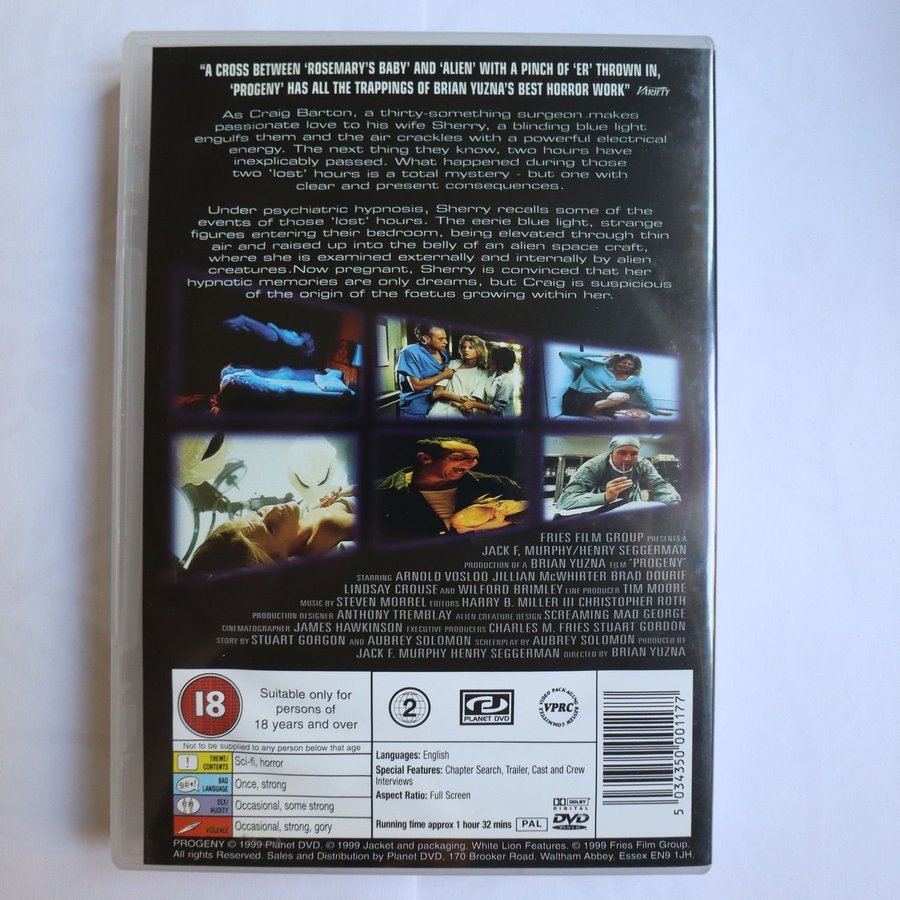 "A CROSS BETWEEN 'ROSEMARY'S BABY' AND 'ALIEN' WITH A PINCH OF 'ER' THROWN IN,
'PROGENY' HAS ALL THE TRAPPINGS OF BRIAN YUZNA'S BEST HORROR WORK" VARIETY
As Craig Barton, a thirty-something surgeon makes
passionate love to his wife Sherry, a blinding blue light
engulfs them and the air crackles with a powerful electrical
energy. The next thing they know, two hours have
inexplicably passed. What happened during those
two 'lost' hours is a total mystery - but one with
clear and present consequences.
Under psychiatric hypnosis, Sherry recalls some of the
events of those 'lost' hours. The eerie blue light, strange
figures entering their bedroom, being elevated through thin
air and raised up into the belly of an alien space craft,
where she is examined externally and internally by alien
creatures.Now pregnant, Sherry is convinced that her
hypnotic memories are only dreams, but Craig is suspicious
of the origin of the foetus growing within her.
FRIES FILM GROUP PRESENTS A
JACK F. MURPHY/HENRY SEGGERMAN
PRODUCTION OF A BRIAN YUZNA FILM 'PROGENY'
STARRING ARNOLD VOSLOO JILLIAN McWHIRTER BRAD DOURIF
LINDSAY CROUSE AND WILFORD BRIMLEY LINE PRODUCER TIM MOORE
MUSIC BY STEVEN MORREL EDITORS HARRY B. MILLER III CHRISTOPHER ROTH
PRODUCTION DESIGNER ANTHONY TREMBLAY ALIEN CREATURE DESIGN SCREAMING MAD GEORGE
CINEMATOGRAPHER JAMES HAWKINSON EXECUTIVE PRODUCERS CHARLES M. FRIES STUART GORDON
STORY BY STUART GORGON AND AUBREY SOLOMON SCREENPLAY BY AUBREY SOLOMON PRODUCED BY
JACK F. MURPHY HENRY SEGGERMAN DIRECTED BY BRIAN YUZNA
18
Suitable only for
persons of
18 years and over
Not to be supplied to any person below that age
THEME/CONTENTS Sci-fi, horror
BAD LANGUAGE Once, strong
SEX/NUDITY Occasional, some strong
VIOLENCE Occasional, strong, gory
2
PLANET DVD
VIDEO PACKAGING REVIEW COMMITTEE
VPRC
Languages: English
Special Features: Chapter Search, Trailer, Cast and Crew
Interviews
Aspect Ratio: Full Screen
DOLBY DIGITAL
DVD VIDEO
Running time approx 1 hour 32 mins PAL
5 034350 001177
PROGENY © 1999 Planet DVD. © 1999 Jacket and packaging, White Lion Features. © 1999 Fries Film Group.
All rights Reserved. Sales and Distribution by Planet DVD, 170 Brooker Road, Waltham Abbey, Essex EN9 1JH.